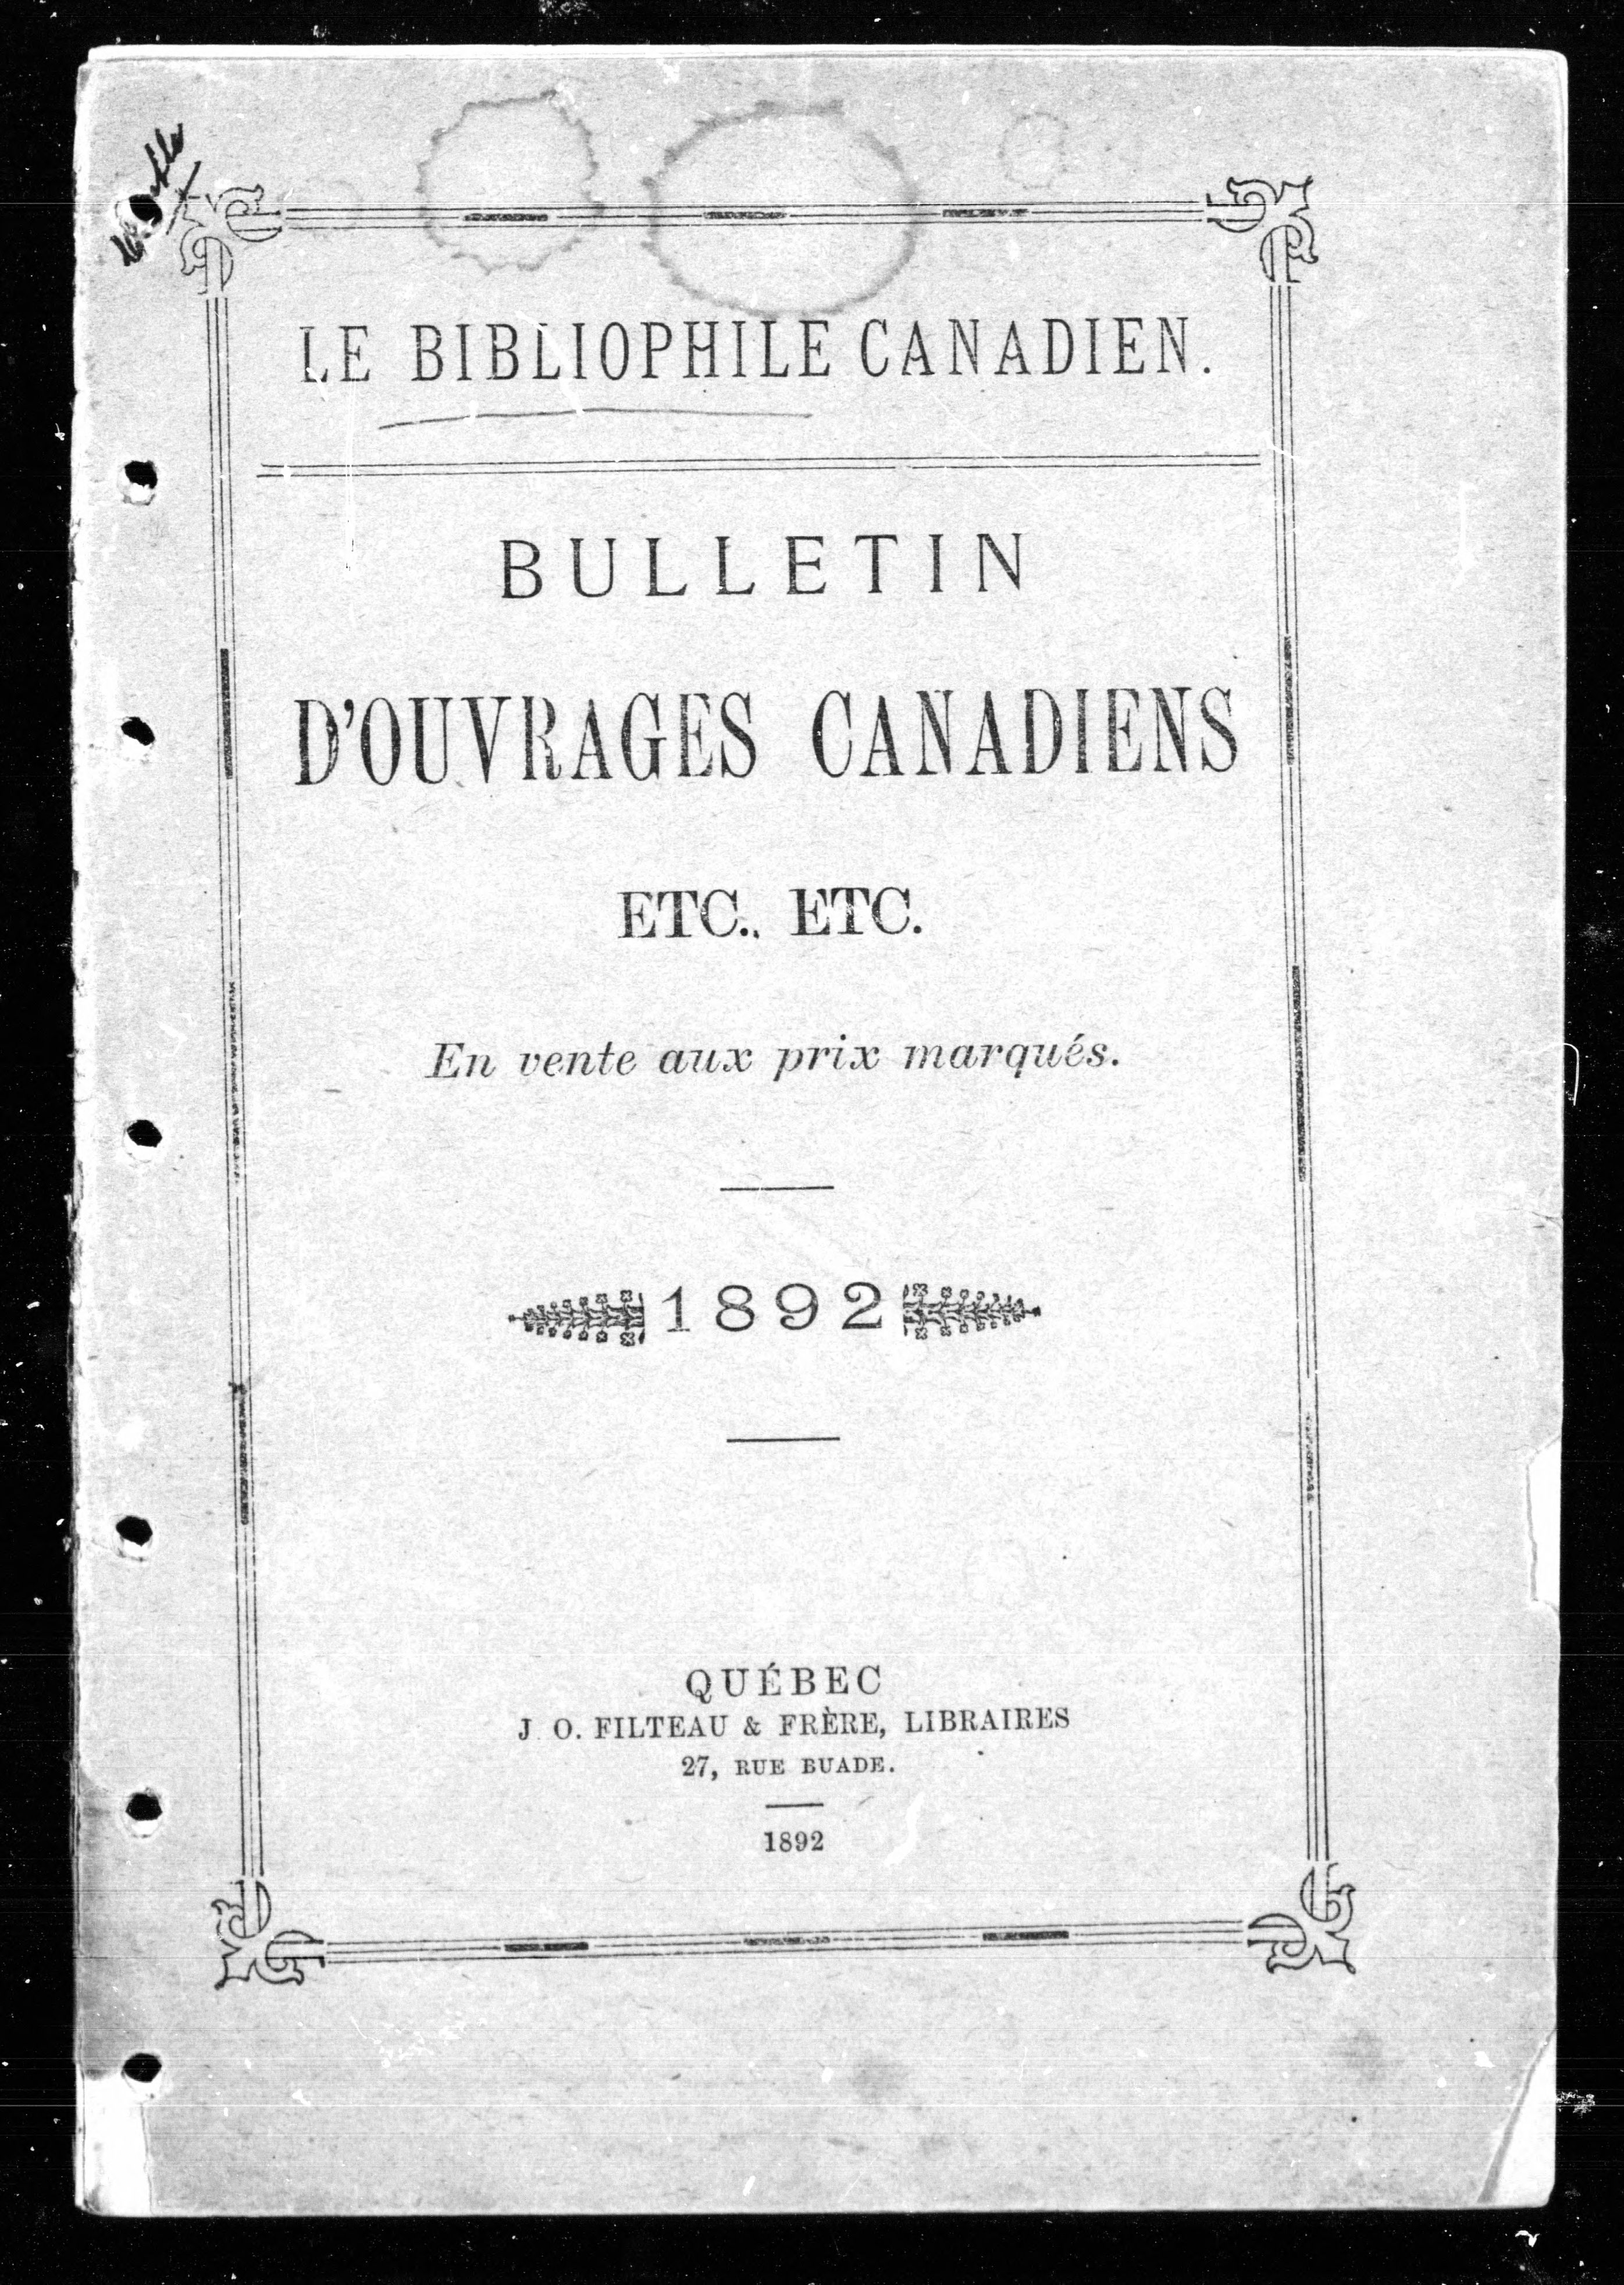 LE BIBLIOPHILE CANADIEN.
BULLETIN
D'OUVRAGES CANADIENS
ETC., ETC.
En vente aux prix marqués.
1892
QUÉBEC
J. O. FILTEAU & FRÈRE, LIBRAIRES
27, RUE BUADE.
1892